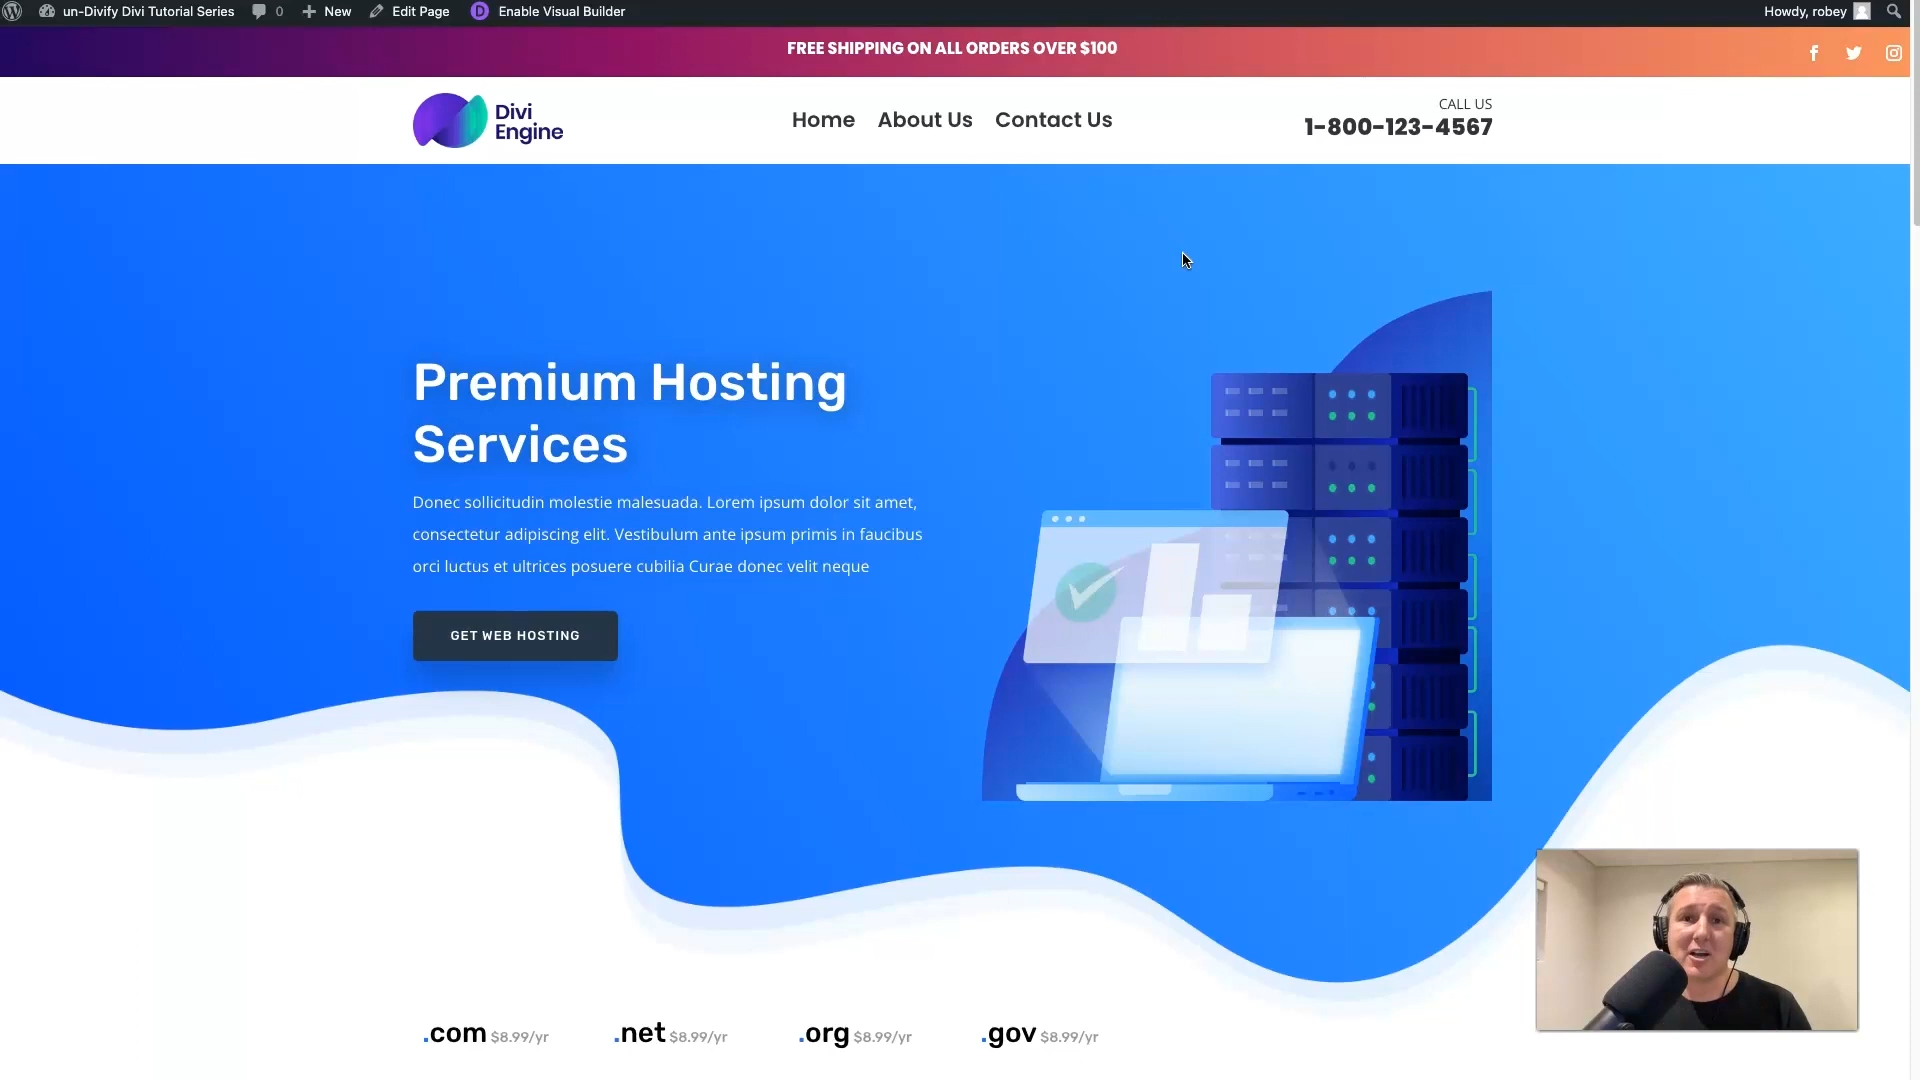 un-Divify Divi Tutorial Series 0 New Edit Page D Enable Visual Builder Howdy, robey
FREE SHIPPING ON ALL ORDERS OVER $100
Divi
Engine
Home About Us Contact Us
CALL US
1-800-123-4567
Premium Hosting
Services
Donec sollicitudin molestie malesuada. Lorem ipsum dolor sit amet,
consectetur adipiscing elit. Vestibulum ante ipsum primis in faucibus
orci luctus et ultrices posuere cubilia Curae donec velit neque
GET WEB HOSTING
.com $8.99/yr .net $8.99/yr .org $8.99/yr .gov $8.99/yr